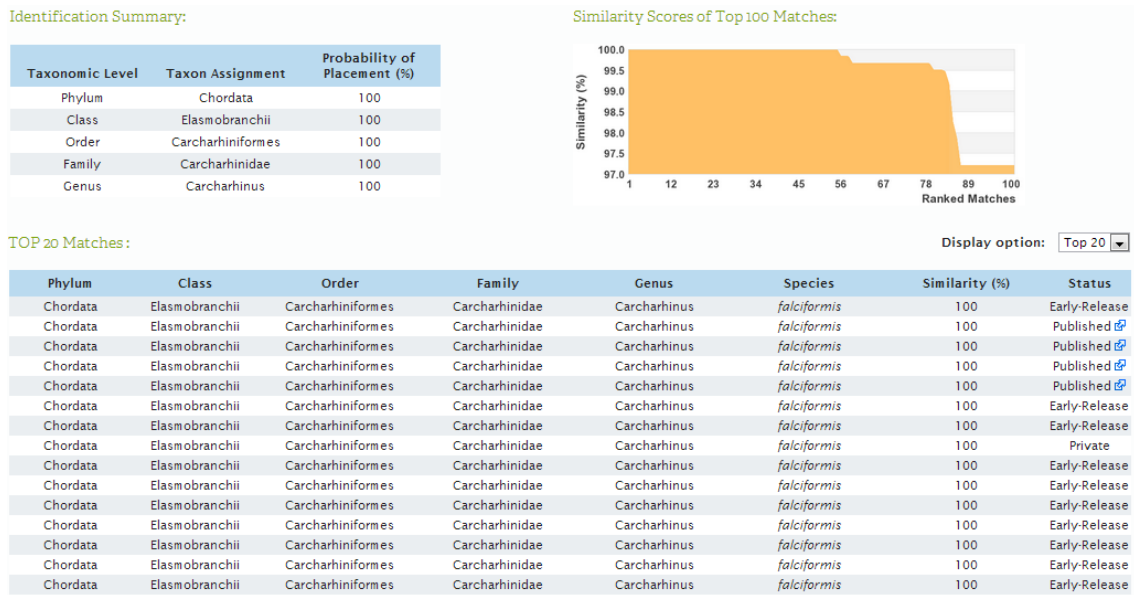 Identification Summary:
Taxonomic Level Taxon Assignment Probability of Placement (%)
Phylum Chordata 100
Class Elasmobranchii 100
Order Carcharhiniformes 100
Family Carcharhinidae 100
Genus Carcharhinus 100
Similarity Scores of Top 100 Matches:
Similarity (%)
100.0
99.5
99.0
98.5
98.0
97.5
97.0
1 12 23 34 45 56 67 78 89 100
Ranked Matches
TOP 20 Matches :
Display option: Top 20
Phylum Class Order Family Genus Species Similarity (%) Status
Chordata Elasmobranchii Carcharhiniformes Carcharhinidae Carcharhinus falciformis 100 Early-Release
Chordata Elasmobranchii Carcharhiniformes Carcharhinidae Carcharhinus falciformis 100 Published
Chordata Elasmobranchii Carcharhiniformes Carcharhinidae Carcharhinus falciformis 100 Published
Chordata Elasmobranchii Carcharhiniformes Carcharhinidae Carcharhinus falciformis 100 Published
Chordata Elasmobranchii Carcharhiniformes Carcharhinidae Carcharhinus falciformis 100 Published
Chordata Elasmobranchii Carcharhiniformes Carcharhinidae Carcharhinus falciformis 100 Early-Release
Chordata Elasmobranchii Carcharhiniformes Carcharhinidae Carcharhinus falciformis 100 Early-Release
Chordata Elasmobranchii Carcharhiniformes Carcharhinidae Carcharhinus falciformis 100 Private
Chordata Elasmobranchii Carcharhiniformes Carcharhinidae Carcharhinus falciformis 100 Early-Release
Chordata Elasmobranchii Carcharhiniformes Carcharhinidae Carcharhinus falciformis 100 Early-Release
Chordata Elasmobranchii Carcharhiniformes Carcharhinidae Carcharhinus falciformis 100 Early-Release
Chordata Elasmobranchii Carcharhiniformes Carcharhinidae Carcharhinus falciformis 100 Early-Release
Chordata Elasmobranchii Carcharhiniformes Carcharhinidae Carcharhinus falciformis 100 Early-Release
Chordata Elasmobranchii Carcharhiniformes Carcharhinidae Carcharhinus falciformis 100 Early-Release
Chordata Elasmobranchii Carcharhiniformes Carcharhinidae Carcharhinus falciformis 100 Early-Release